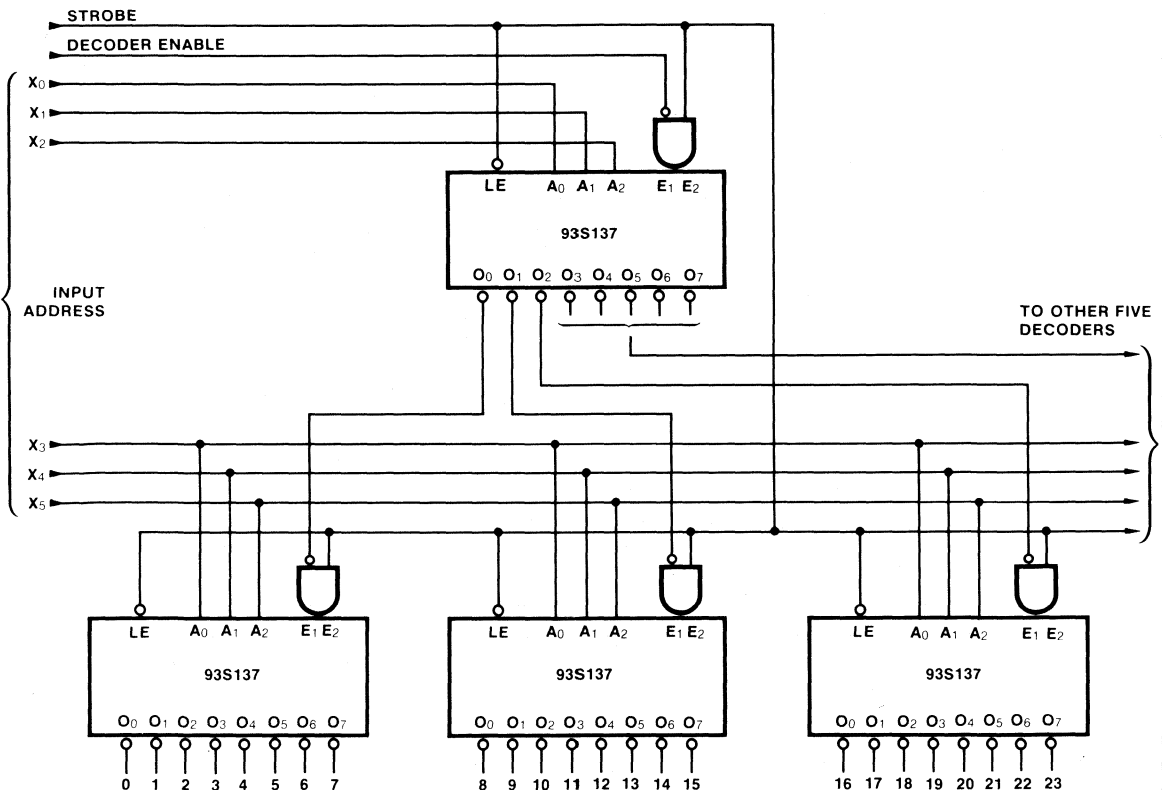 STROBE
DECODER ENABLE
X0
X1
X2
LE A0 A1 A2 E1 E2
93S137
O0 O1 O2 O3 O4 O5 O6 O7
INPUT
ADDRESS
TO OTHER FIVE
DECODERS
X3
X4
X5
LE A0 A1 A2 E1 E2
93S137
O0 O1 O2 O3 O4 O5 O6 O7
0 1 2 3 4 5 6 7
LE A0 A1 A2 E1 E2
93S137
O0 O1 O2 O3 O4 O5 O6 O7
8 9 10 11 12 13 14 15
LE A0 A1 A2 E1 E2
93S137
O0 O1 O2 O3 O4 O5 O6 O7
16 17 18 19 20 21 22 23